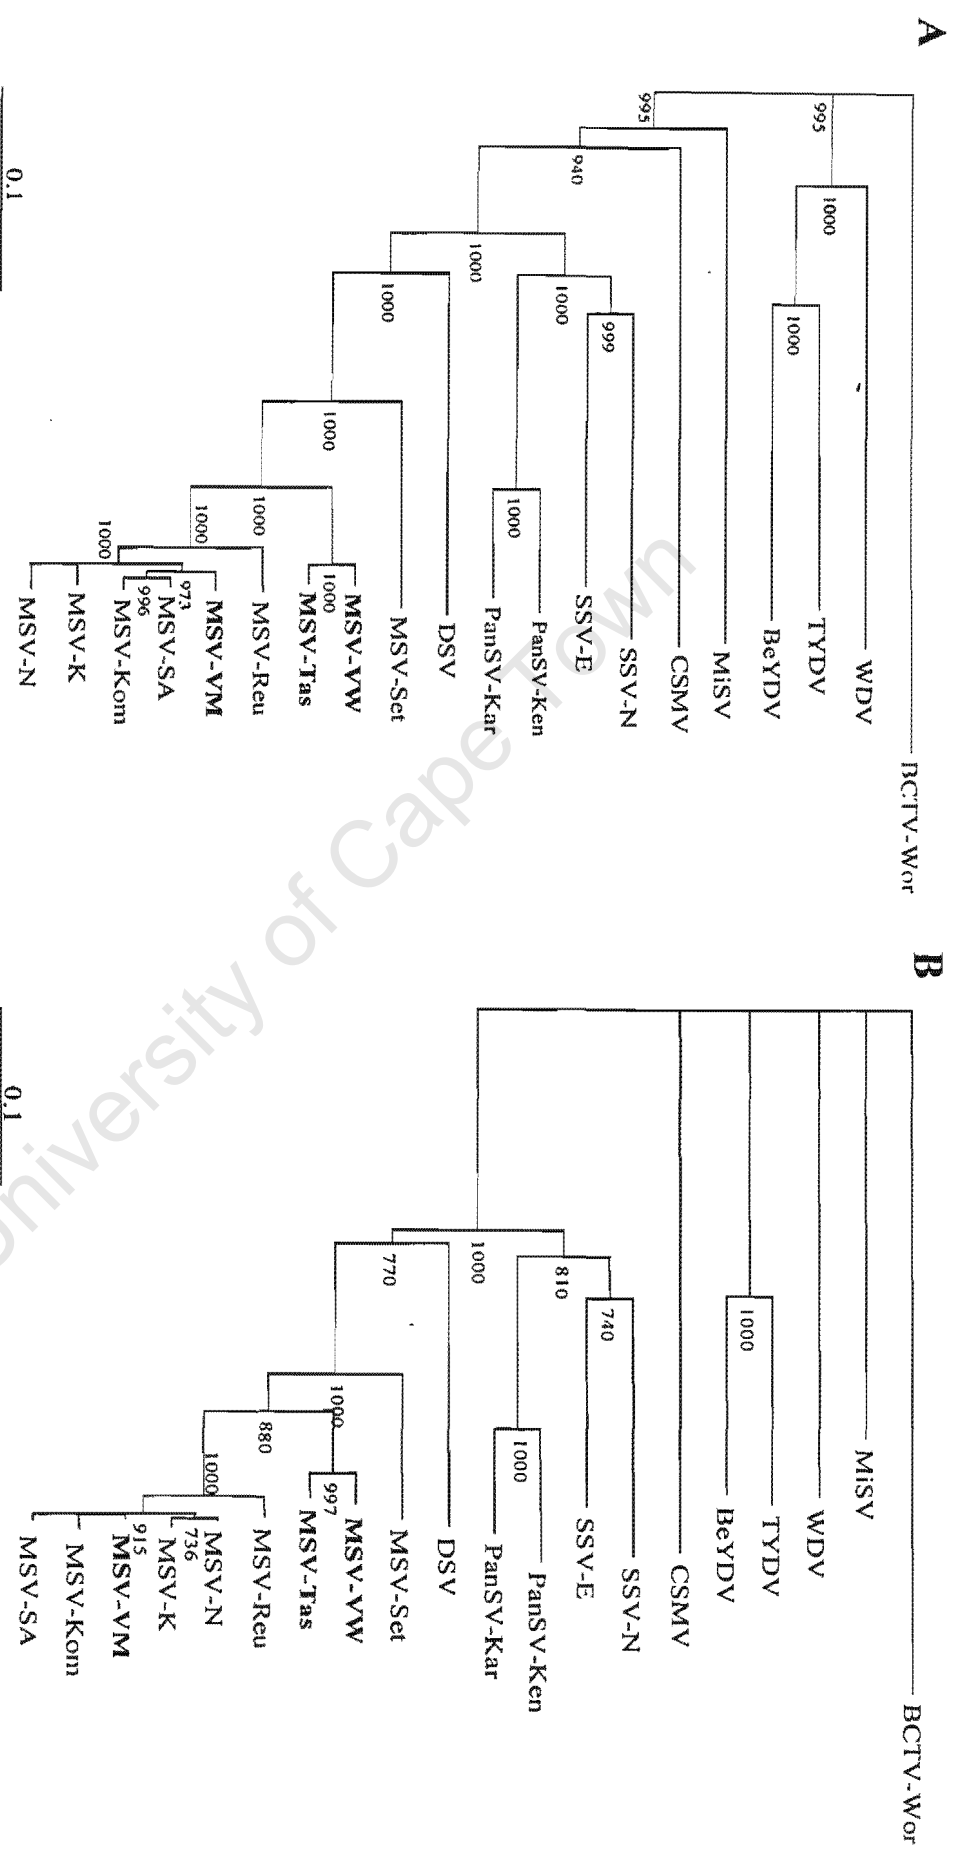 A
BCTV-Wor
WDV
TYDV
BeYDV
MiSV
CSMV
SSV-N
SSV-E
PanSV-Ken
PanSV-Kar
DSV
MSV-Set
MSV-VW
MSV-Tas
MSV-Reu
MSV-VM
MSV-SA
MSV-Kom
MSV-K
MSV-N
995
1000
1000
995
940
1000
1000
999
1000
1000
1000
1000
1000
1000
1000
973
996
0.1
B
BCTV-Wor
MiSV
WDV
TYDV
BeYDV
CSMV
SSV-N
SSV-E
PanSV-Ken
PanSV-Kar
DSV
MSV-Set
MSV-VW
MSV-Tas
MSV-Reu
MSV-N
MSV-K
MSV-VM
MSV-Kom
MSV-SA
1000
1000
810
740
1000
770
1000
997
880
1000
736
915
0.1
University of Cape Town